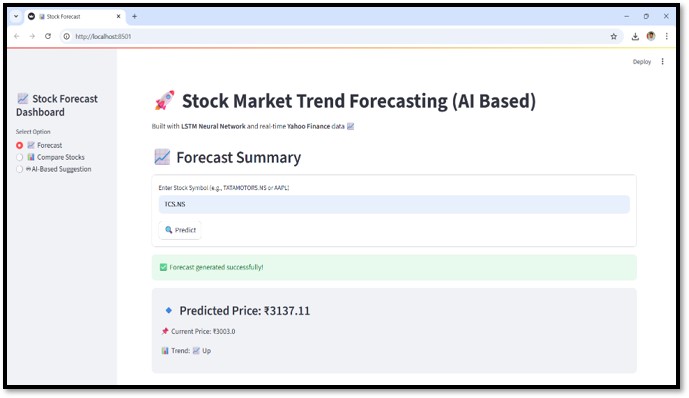 Stock Forecast
http://localhost:8501
Deploy
Stock Forecast
Dashboard
Select Option
Forecast
Compare Stocks
AI-Based Suggestion
Stock Market Trend Forecasting (AI Based)
Built with LSTM Neural Network and real-time Yahoo Finance data
Forecast Summary
Enter Stock Symbol (e.g., TATAMOTORS.NS or AAPL)
TCS.NS
Predict
Forecast generated successfully!
Predicted Price: ₹3137.11
Current Price: ₹3003.0
Trend: Up